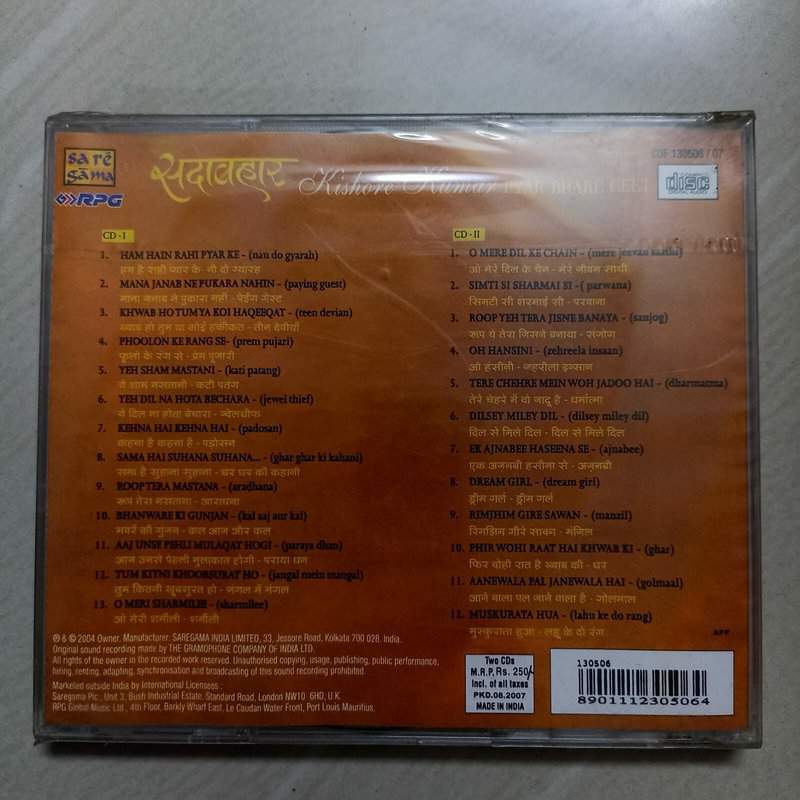 sa rē
gama
RPG
सदाबहार
Kishore Kumar PYAR BHARE GEET
CDF 130506 / 07
COMPACT
disc
DIGITAL AUDIO
CD - I
1. HAM HAIN RAHI PYAR KE - (nau do gyarah)
हम है राही प्यार के - नौ दो ग्यारह
2. MANA JANAB NE PUKARA NAHIN - (paying guest)
माना जनाब ने पुकारा नही - पेईंग गेस्ट
3. KHWAB HO TUM YA KOI HAQEEQAT - (teen devian)
ख्वाब हो तुम या कोई हकीकत - तीन देवीयाँ
4. PHOOLON KE RANG SE- (prem pujari)
फूलों के रंग से - प्रेम पुजारी
5. YEH SHAM MASTANI - (kati patang)
ये शाम मसतानी - कटी पतंग
6. YEH DIL NA HOTA BECHARA - (jewel thief)
ये दिल ना होता बेचारा - ज्वेलथीफ
7. KEHNA HAI KEHNA HAI - (padosan)
कहना है कहना है - पड़ोसन
8. SAMA HAI SUHANA SUHANA... - (ghar ghar ki kahani)
समा है सुहाना सुहाना - घर घर की कहानी
9. ROOP TERA MASTANA - (aradhana)
रूप तेरा मसताना - आराधना
10. BHANWARE KI GUNJAN - (kal aaj aur kal)
भवरें की गुंजन - कल आज और कल
11. AAJ UNSE PEHLI MULAQAT HOGI - (paraya dhan)
आज उनसे पेहली मुलाकात होगी - पराया धन
12. TUM KITNI KHOOBSURAT HO - (jangal mein mangal)
तुम कितनी खूबसुरत हो - जंगल में मंगल
13. O MERI SHARMILEE - (sharmilee)
ओ मेरी शर्मीली - शर्मीली
CD - II
1. O MERE DIL KE CHAIN - (mere jeevan saathi)
ओ मेरे दिल के चैन - मेरे जीवन साथी
2. SIMTI SI SHARMAI SI - ( parwana)
सिमटी सी शरमाई सी - परवाना
3. ROOP YEH TERA JISNE BANAYA - (sanjog)
रूप ये तेरा जिसने बनाया - संजोग
4. OH HANSINI - (zehreela insaan)
ओ हंसीनी - जहरीला इन्सान
5. TERE CHEHRE MEIN WOH JADOO HAI - (dharmatma)
तेरे चेहरे में वो जादू है - धर्मात्मा
6. DILSEY MILEY DIL - (dilsey miley dil)
दिल से मिले दिल - दिल से मिले दिल
7. EK AJNABEE HASEENA SE - (ajnabee)
एक अजनबी हसीना से - अजनबी
8. DREAM GIRL - (dream girl)
ड्रीम गर्ल - ड्रीम गर्ल
9. RIMJHIM GIRE SAWAN - (manzil)
रिमझिम गीरे सावन - मंजिल
10. PHIR WOHI RAAT HAI KHWAB KI - (ghar)
फिर वोही रात है ख्वाब की - घर
11. AANEWALA PAL JANEWALA HAI - (golmaal)
आने वाला पल जाने वाला है - गोलमाल
12. MUSKURATA HUA - (lahu ke do rang)
मुस्कुराता हुआ - लहू के दो रंग
APP
℗ & © 2004 Owner. Manufacturer: SAREGAMA INDIA LIMITED, 33, Jessore Road, Kolkata 700 028. India.
Original sound recording made by THE GRAMOPHONE COMPANY OF INDIA LTD.
All rights of the owner in the recorded work reserved. Unauthorised copying, usage, publishing, public performance,
hiring, renting, adapting, synchronisation and broadcasting of this sound recording prohibited.
Marketed outside India by International Licensees :
Saregama Plc., Unit 3, Bush Industrial Estate, Standard Road, London NW10 6HD, U.K.
RPG Global Music Ltd., 4th Floor, Barkly Wharf East, Le Caudan Water Front, Port Louis Mauritius.
Two CDs
M.R.P. Rs. 250/-
Incl. of all taxes
PKD.08.2007
MADE IN INDIA
130506
8901112305064